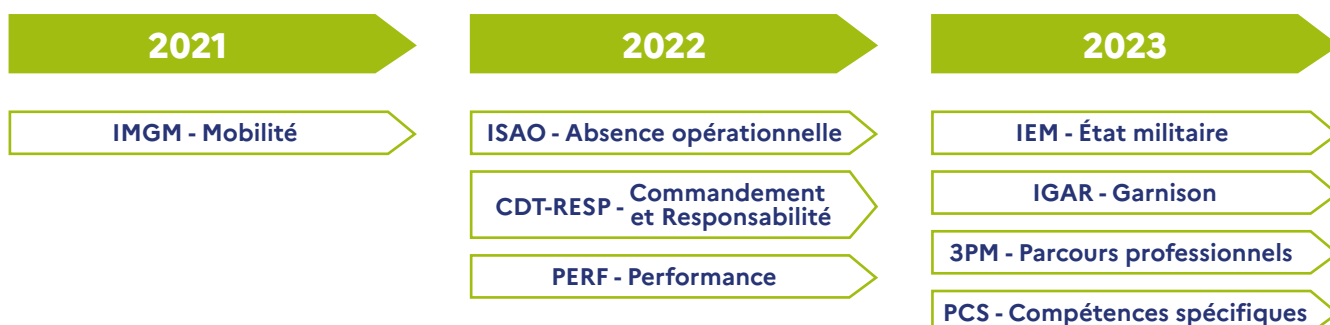 2021
IMGM - Mobilité
2022
ISAO - Absence opérationnelle
CDT-RESP - Commandement
et Responsabilité
PERF - Performance
2023
IEM - État militaire
IGAR - Garnison
3PM - Parcours professionnels
PCS - Compétences spécifiques